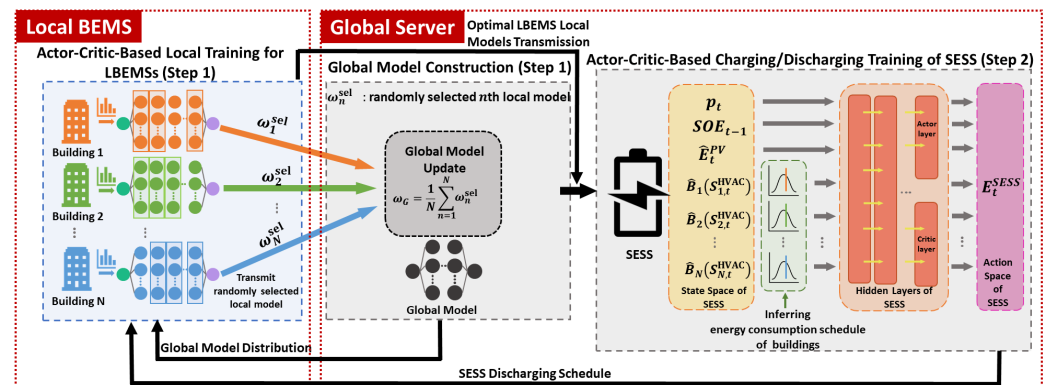 Local BEMS
Actor-Critic-Based Local Training for
LBEMSs (Step 1)
Building 1
Building 2
Building N
ω₁^sel
ω₂^sel
ω_N^sel
Transmit
randomly selected
local model
Global Server
Optimal LBEMS Local
Models Transmission
Global Model Construction (Step 1)
ω_n^sel : randomly selected nth local model
Global Model
Update
ω_G = 1/N ∑_{n=1}^{N} ω_n^sel
Global Model
SESS
Actor-Critic-Based Charging/Discharging Training of SESS (Step 2)
p_t
SOE_{t−1}
Ê_t^PV
B̂₁(S_{1,t}^HVAC)
B̂₂(S_{2,t}^HVAC)
B̂_N(S_{N,t}^HVAC)
State Space of
SESS
Inferring
energy consumption schedule
of buildings
Actor
layer
Critic
layer
Hidden Layers of
SESS
E_t^SESS
Action
Space
of
SESS
Global Model Distribution
SESS Discharging Schedule